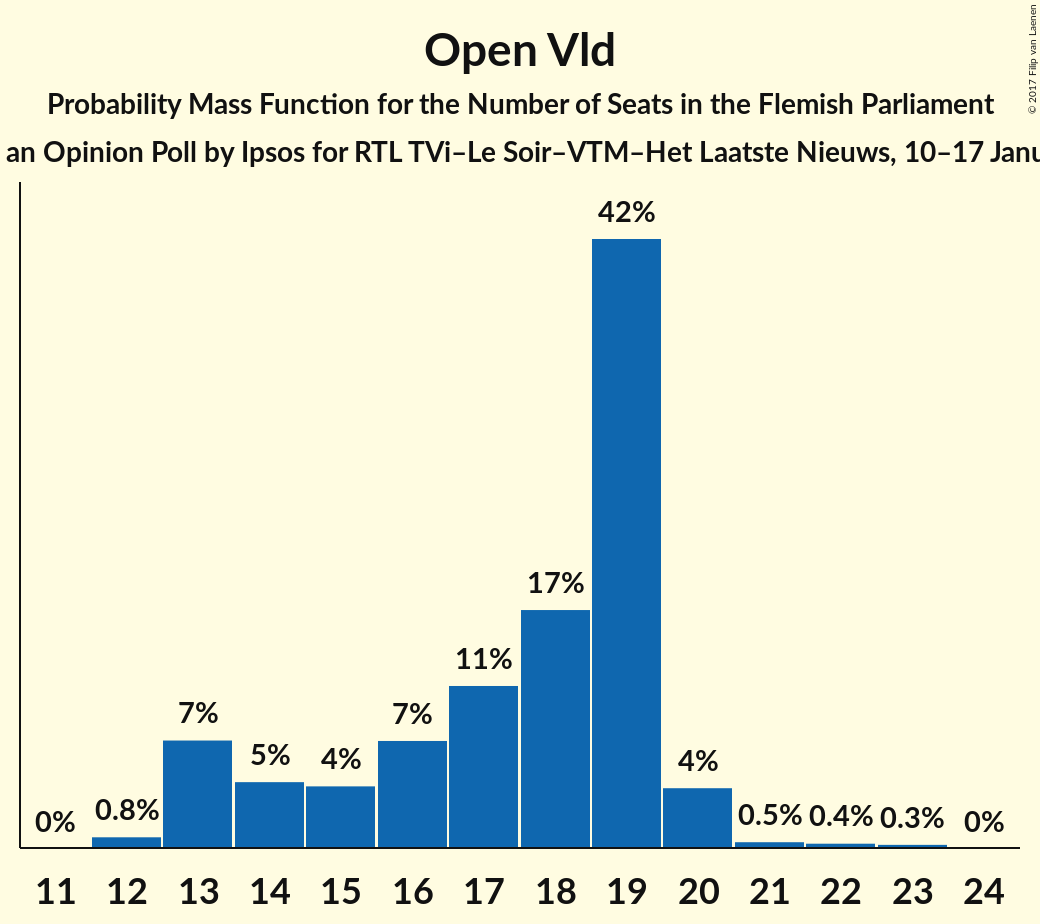 Open Vld
Probability Mass Function for the Number of Seats in the Flemish Parliament
an Opinion Poll by Ipsos for RTL TVi–Le Soir–VTM–Het Laatste Nieuws, 10–17 Janu
© 2017 Filip van Laenen
42%
17%
11%
7%
7%
5%
4%
4%
0.8%
0.5%
0.4%
0.3%
0%
0%
11 12 13 14 15 16 17 18 19 20 21 22 23 24